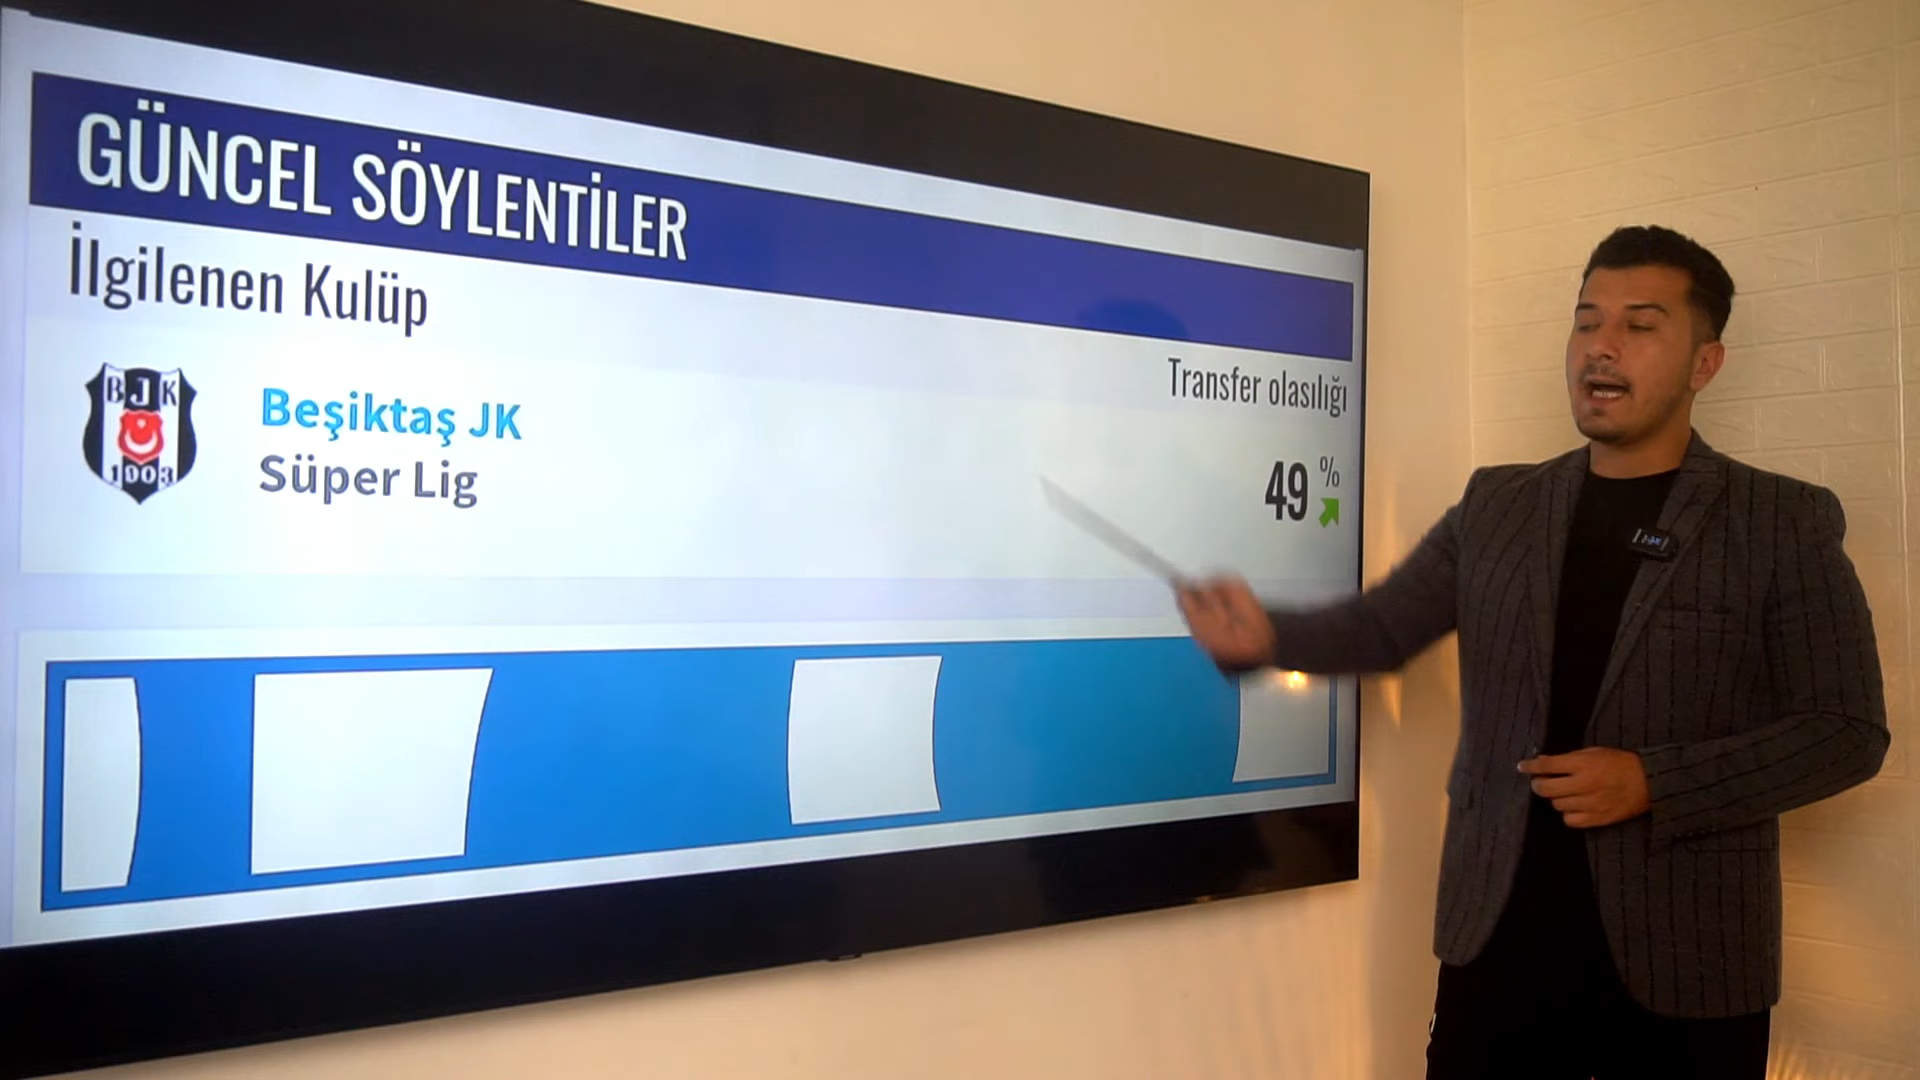 GÜNCEL SÖYLENTİLER
İlgilenen Kulüp
Transfer olasılığı
BJK
1903
Beşiktaş JK
Süper Lig
49 %